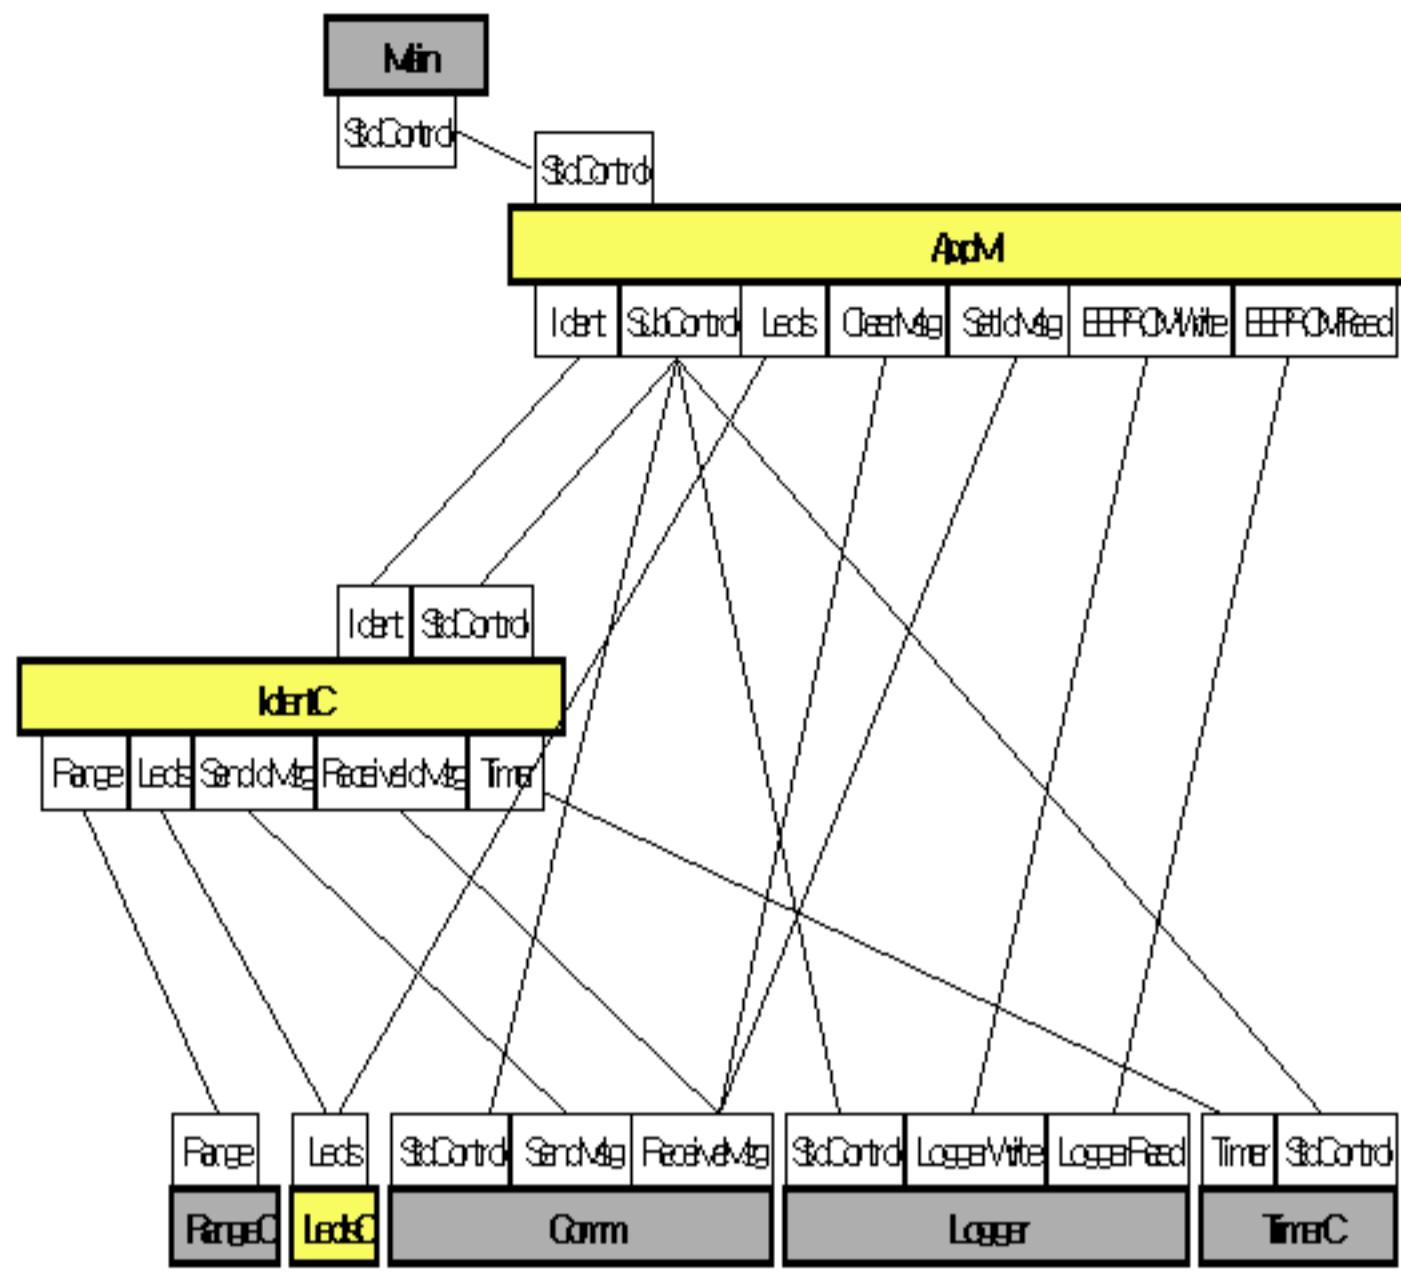 Main
StdControl
StdControl
AppM
Ident SubControl Leds ClearMsg SetIdMsg EEPROMWrite EEPROMRead
Ident StdControl
IdentC
Range Leds SendIdMsg ReceiveIdMsg Timer
Range Leds StdControl SendMsg ReceiveMsg StdControl LoggerWrite LoggerRead Timer StdControl
RangeC LedsC Comm Logger TimerC